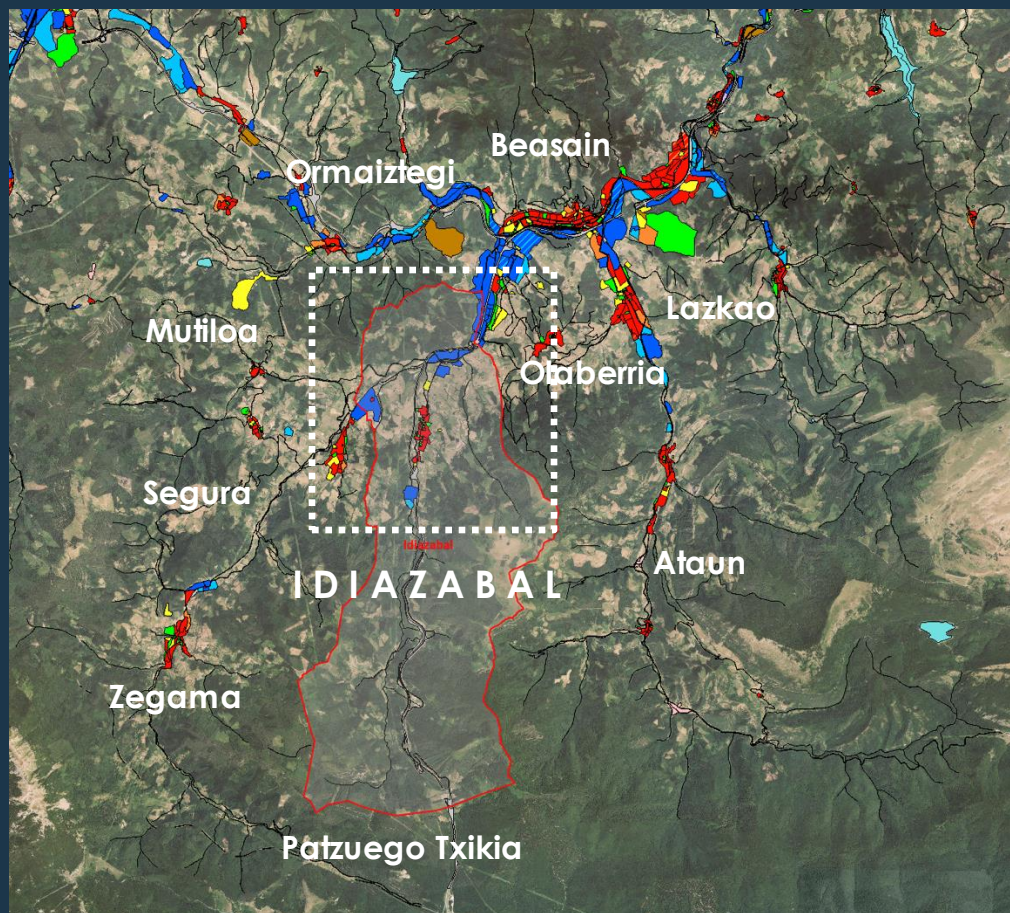 Beasain
Ormaiztegi
Lazkao
Mutiloa
Olaberria
Segura
Idiazabal
Ataun
I D I A Z A B A L
Zegama
Patzuego Txikia